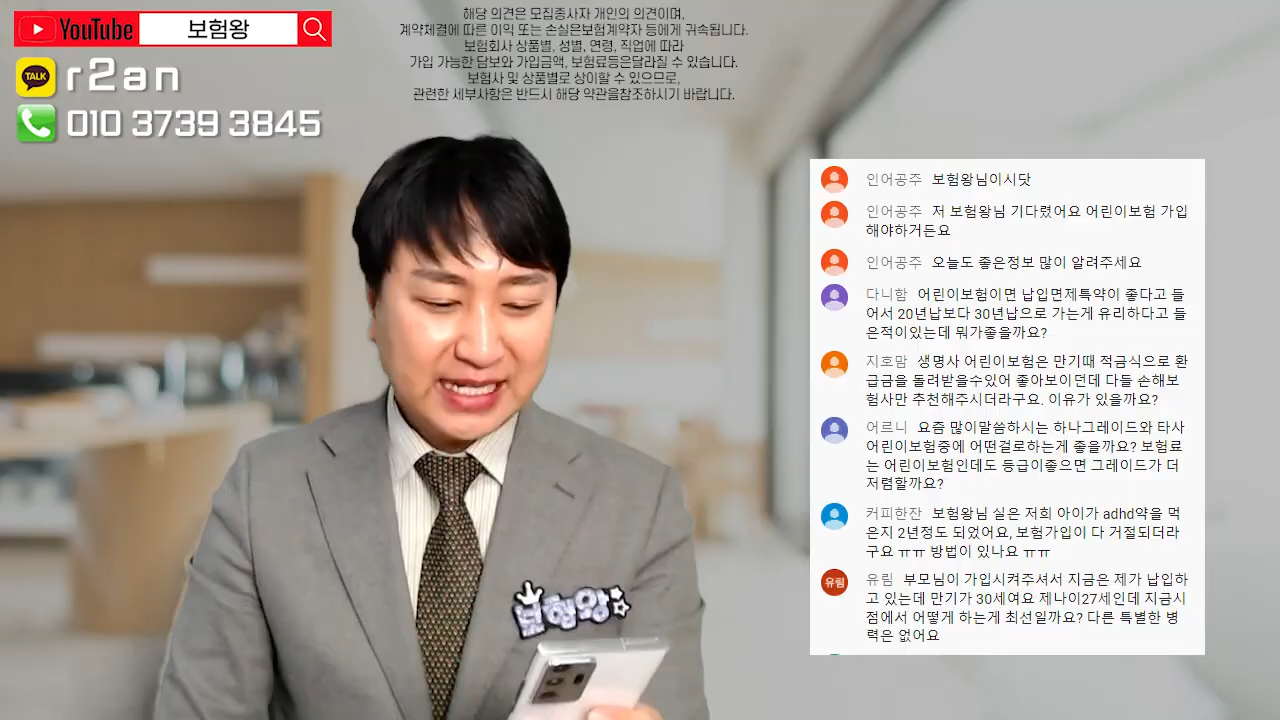 YouTube 보험왕
TALK r2an
010 3739 3845
해당 의견은 모집종사자 개인의 의견이며,
계약체결에 따른 이익 또는 손실은보험계약자 등에게 귀속됩니다.
보험회사 상품별, 성별, 연령, 직업에 따라
가입 가능한 담보와 가입금액, 보험료등은달라질 수 있습니다.
보험사 및 상품별로 상이할 수 있으므로,
관련한 세부사항은 반드시 해당 약관을참조하시기 바랍니다.
인어공주 보험왕님이시닷
인어공주 저 보험왕님 기다렸어요 어린이보험 가입
해야하거든요
인어공주 오늘도 좋은정보 많이 알려주세요
다니함 어린이보험이면 납입면제특약이 좋다고 들
어서 20년납보다 30년납으로 가는게 유리하다고 들
은적이있는데 뭐가좋을까요?
지호맘 생명사 어린이보험은 만기때 적금식으로 환
급금을 돌려받을수있어 좋아보이던데 다들 손해보
험사만 추천해주시더라구요. 이유가 있을까요?
어르니 요즘 많이말씀하시는 하나그레이드와 타사
어린이보험중에 어떤걸로하는게 좋을까요? 보험료
는 어린이보험인데도 등급이좋으면 그레이드가 더
저렴할까요?
커피한잔 보험왕님 실은 저희 아이가 adhd약을 먹
은지 2년정도 되었어요, 보험가입이 다 거절되더라
구요 ㅠㅠ 방법이 있나요 ㅠㅠ
유림 유림 부모님이 가입시켜주셔서 지금은 제가 납입하
고 있는데 만기가 30세여요 제나이27세인데 지금시
점에서 어떻게 하는게 최선일까요? 다른 특별한 병
력은 없어요
보험왕